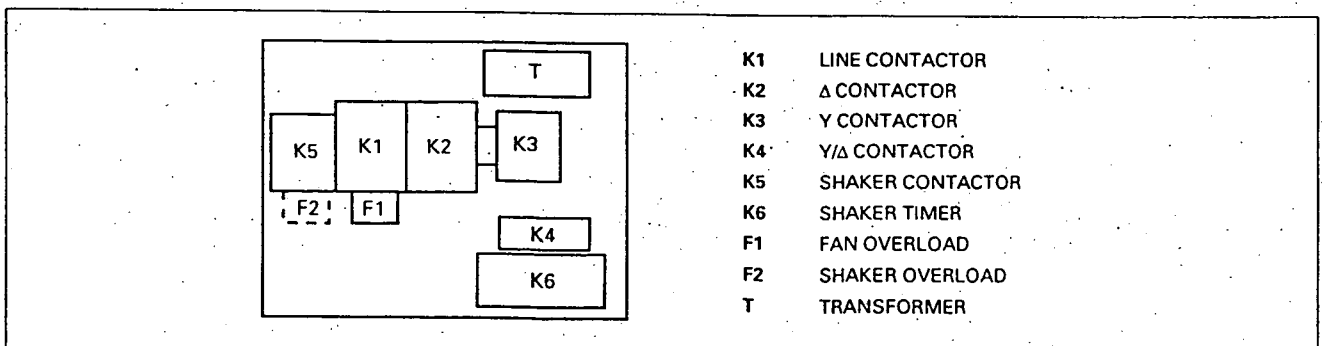 T
K5 K1 K2 K3
F2 F1
K4
K6
K1 LINE CONTACTOR
K2 Δ CONTACTOR
K3 Y CONTACTOR
K4 Y/Δ CONTACTOR
K5 SHAKER CONTACTOR
K6 SHAKER TIMER
F1 FAN OVERLOAD
F2 SHAKER OVERLOAD
T TRANSFORMER